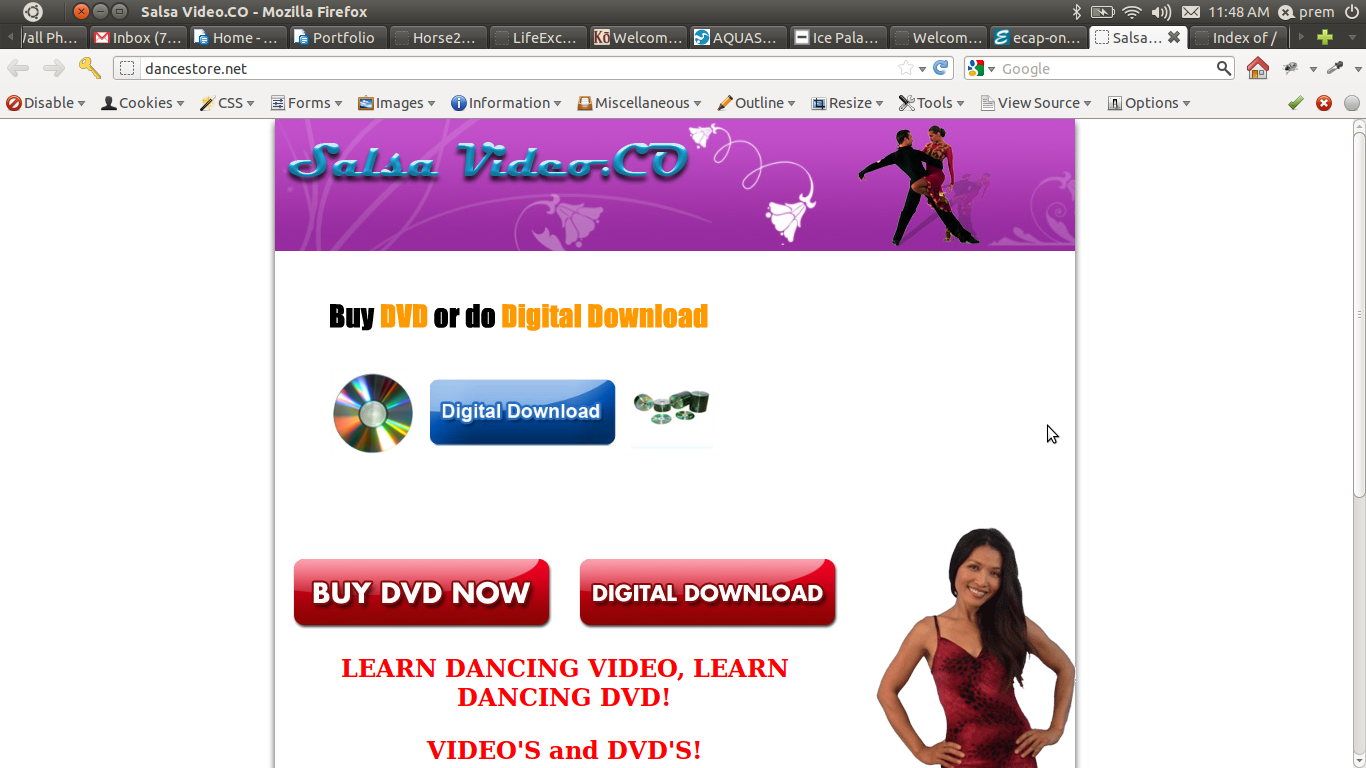 Salsa Video.CO - Mozilla Firefox
11:48 AM
prem
Wall Ph...
Inbox (7...
Home - ...
Portfolio
Horse2...
LifeExc...
Welcom...
AQUAS...
Ice Pala...
Welcom...
ecap-on...
Salsa...
Index of /
dancestore.net
Google
Disable
Cookies
CSS
Forms
Images
Information
Miscellaneous
Outline
Resize
Tools
View Source
Options
Salsa Video.CO
Buy DVD or do Digital Download
Digital Download
BUY DVD NOW
DIGITAL DOWNLOAD
LEARN DANCING VIDEO, LEARN
DANCING DVD!
VIDEO'S and DVD'S!